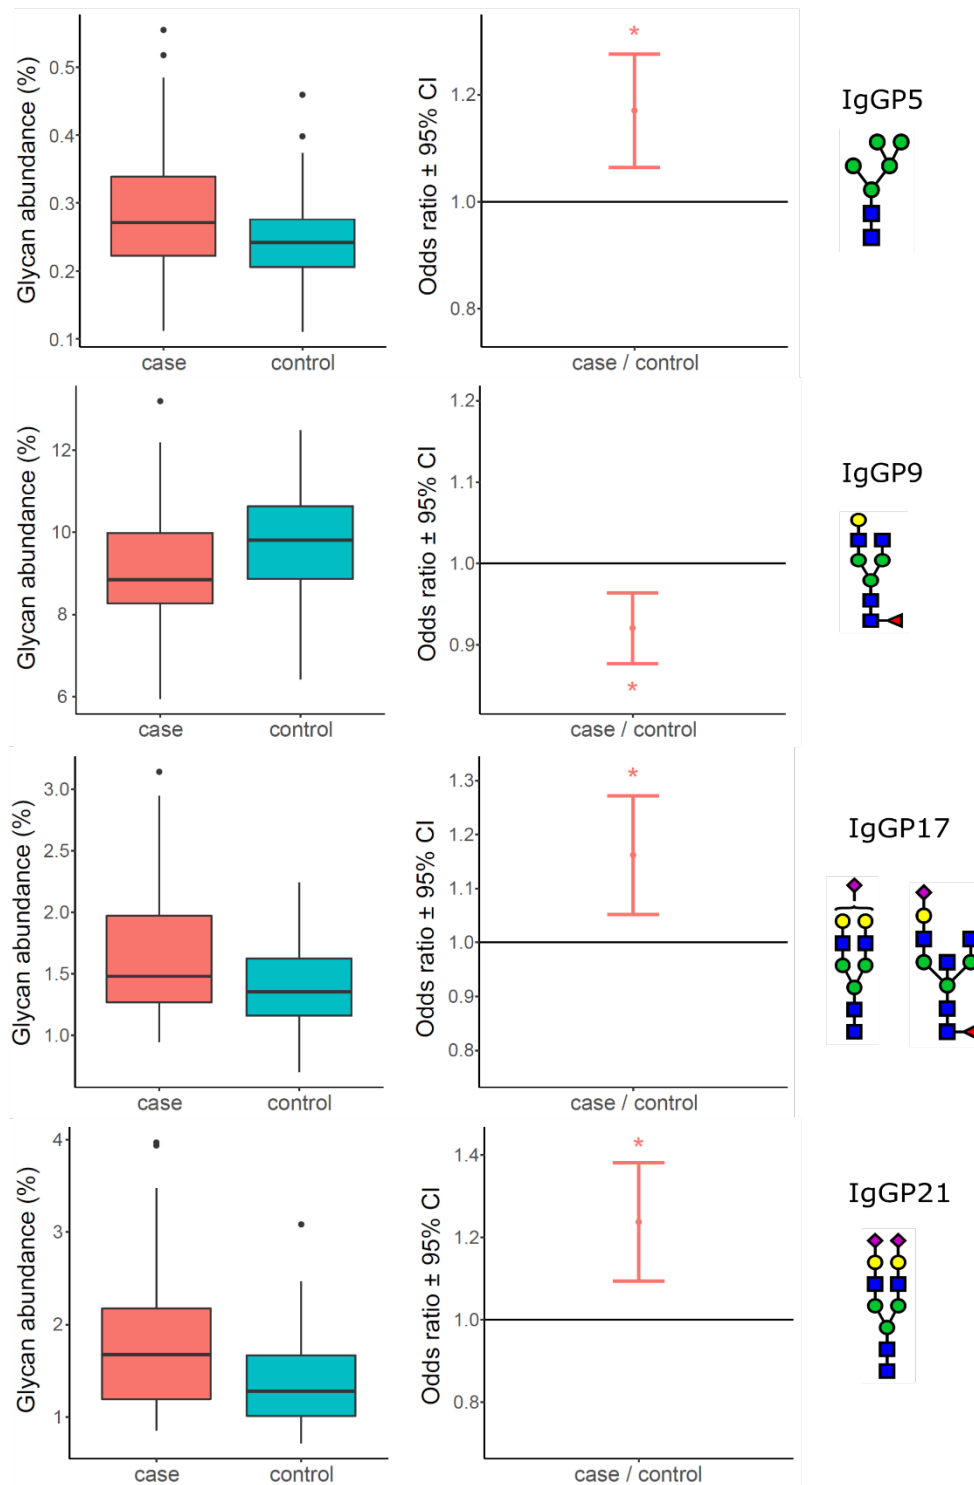 Glycan abundance (%)
0.5
0.4
0.3
0.2
0.1
case
control
Odds ratio ± 95% CI
1.2
1.0
0.8
*
case / control
IgGP5
Glycan abundance (%)
12
10
8
6
case
control
Odds ratio ± 95% CI
1.2
1.1
1.0
0.9
*
case / control
IgGP9
Glycan abundance (%)
3.0
2.5
2.0
1.5
1.0
case
control
Odds ratio ± 95% CI
1.3
1.2
1.1
1.0
0.9
0.8
*
case / control
IgGP17
Glycan abundance (%)
4
3
2
1
case
control
Odds ratio ± 95% CI
1.4
1.2
1.0
0.8
*
case / control
IgGP21